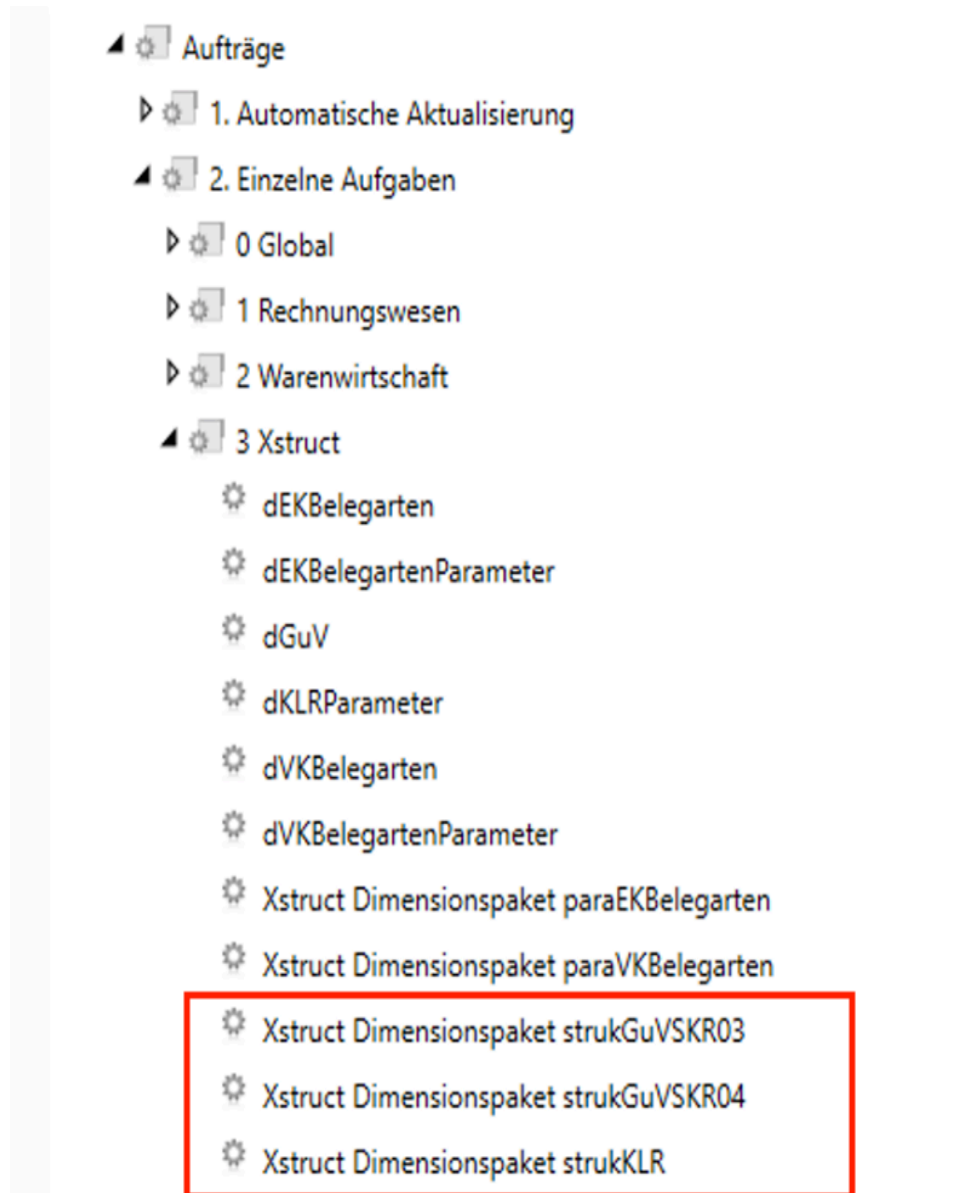 Aufträge
1. Automatische Aktualisierung
2. Einzelne Aufgaben
0 Global
1 Rechnungswesen
2 Warenwirtschaft
3 Xstruct
dEKBelegarten
dEKBelegartenParameter
dGuV
dKLRParameter
dVKBelegarten
dVKBelegartenParameter
Xstruct Dimensionspaket paraEKBelegarten
Xstruct Dimensionspaket paraVKBelegarten
Xstruct Dimensionspaket strukGuVSKR03
Xstruct Dimensionspaket strukGuVSKR04
Xstruct Dimensionspaket strukKLR